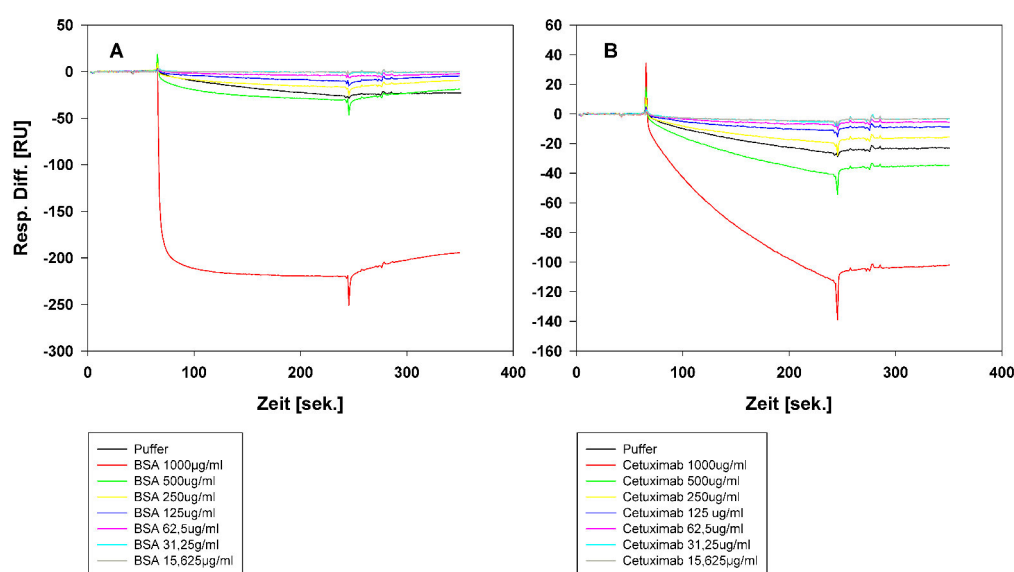 A
B
Resp. Diff. [RU]
50
0
-50
-100
-150
-200
-250
-300
0
100
200
300
400
Zeit [sek.]
60
40
20
0
-20
-40
-60
-80
-100
-120
-140
-160
0
100
200
300
400
Zeit [sek.]
Puffer
BSA 1000µg/ml
BSA 500ug/ml
BSA 250ug/ml
BSA 125ug/ml
BSA 62,5ug/ml
BSA 31,25g/ml
BSA 15,625µg/ml
Puffer
Cetuximab 1000ug/ml
Cetuximab 500ug/ml
Cetuximab 250ug/ml
Cetuximab 125 ug/ml
Cetuximab 62,5ug/ml
Cetuximab 31,25ug/ml
Cetuximab 15,625µg/ml